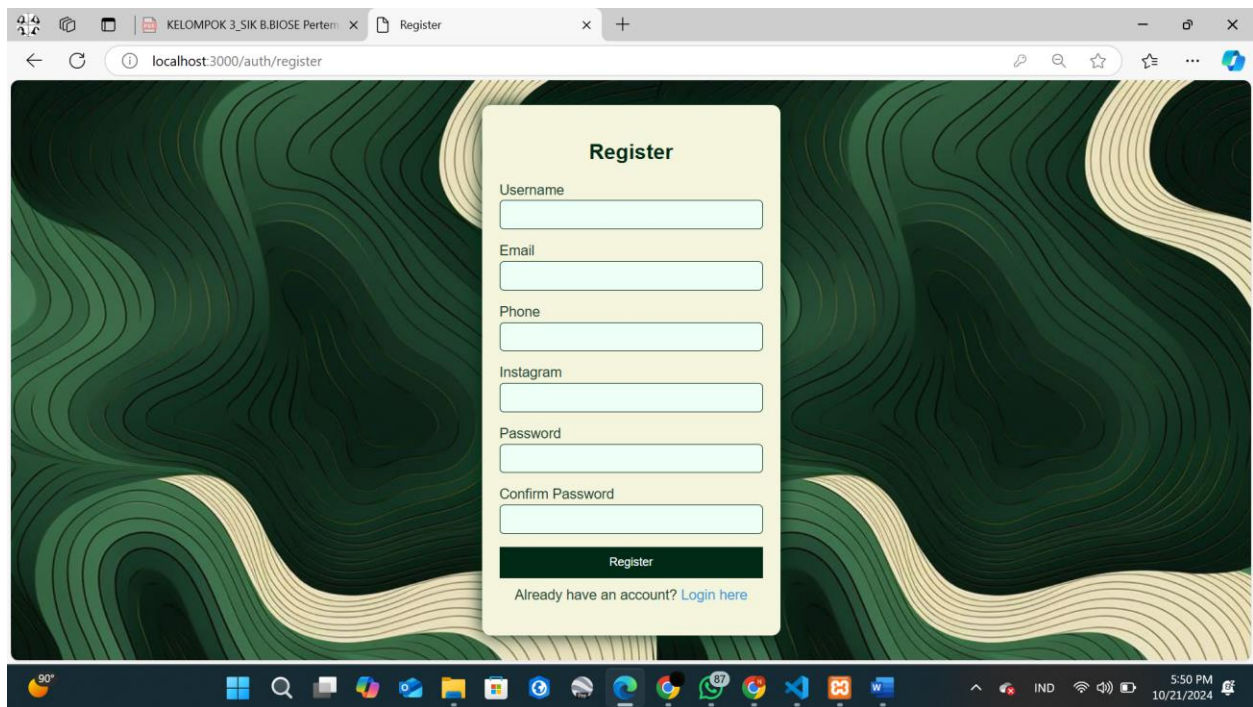 KELOMPOK 3_SIK B.BIOSE Pertem
Register
localhost:3000/auth/register
Register
Username
Email
Phone
Instagram
Password
Confirm Password
Register
Already have an account? Login here
90°
87
IND
5:50 PM
10/21/2024